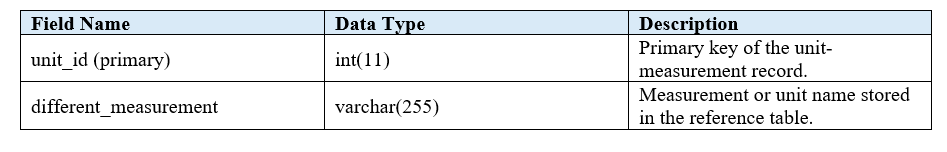 Field Name Data Type Description
unit_id (primary) int(11) Primary key of the unit-
measurement record.
different_measurement varchar(255) Measurement or unit name stored
in the reference table.